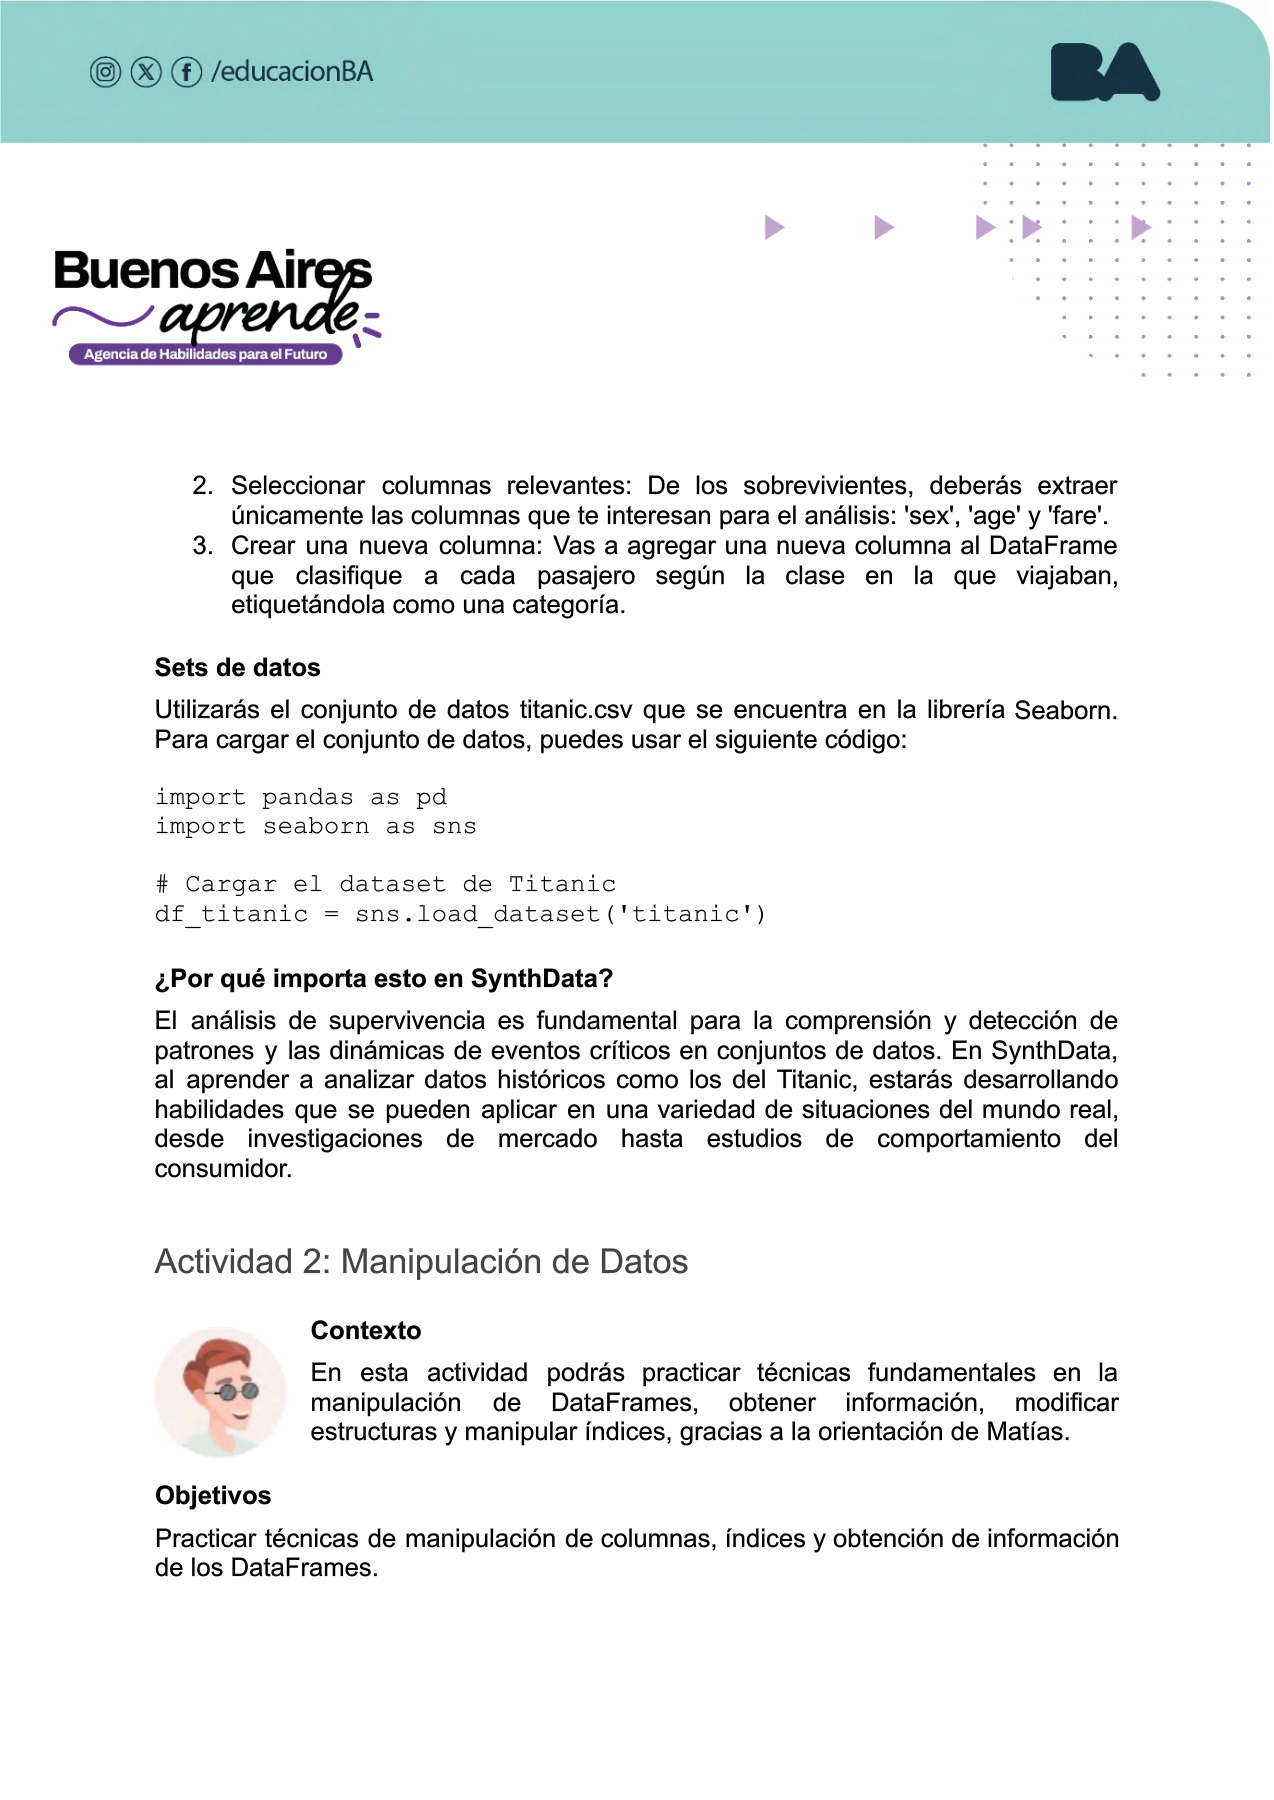 /educacionBA
BA
Buenos Aires
aprende
Agencia de Habilidades para el Futuro
2. Seleccionar columnas relevantes: De los sobrevivientes, deberás extraer
únicamente las columnas que te interesan para el análisis: 'sex', 'age' y 'fare'.
3. Crear una nueva columna: Vas a agregar una nueva columna al DataFrame
que clasifique a cada pasajero según la clase en la que viajaban,
etiquetándola como una categoría.
Sets de datos
Utilizarás el conjunto de datos titanic.csv que se encuentra en la librería Seaborn.
Para cargar el conjunto de datos, puedes usar el siguiente código:
import pandas as pd
import seaborn as sns
# Cargar el dataset de Titanic
df_titanic = sns.load_dataset('titanic')
¿Por qué importa esto en SynthData?
El análisis de supervivencia es fundamental para la comprensión y detección de
patrones y las dinámicas de eventos críticos en conjuntos de datos. En SynthData,
al aprender a analizar datos históricos como los del Titanic, estarás desarrollando
habilidades que se pueden aplicar en una variedad de situaciones del mundo real,
desde investigaciones de mercado hasta estudios de comportamiento del
consumidor.
Actividad 2: Manipulación de Datos
Contexto
En esta actividad podrás practicar técnicas fundamentales en la
manipulación de DataFrames, obtener información, modificar
estructuras y manipular índices, gracias a la orientación de Matías.
Objetivos
Practicar técnicas de manipulación de columnas, índices y obtención de información
de los DataFrames.